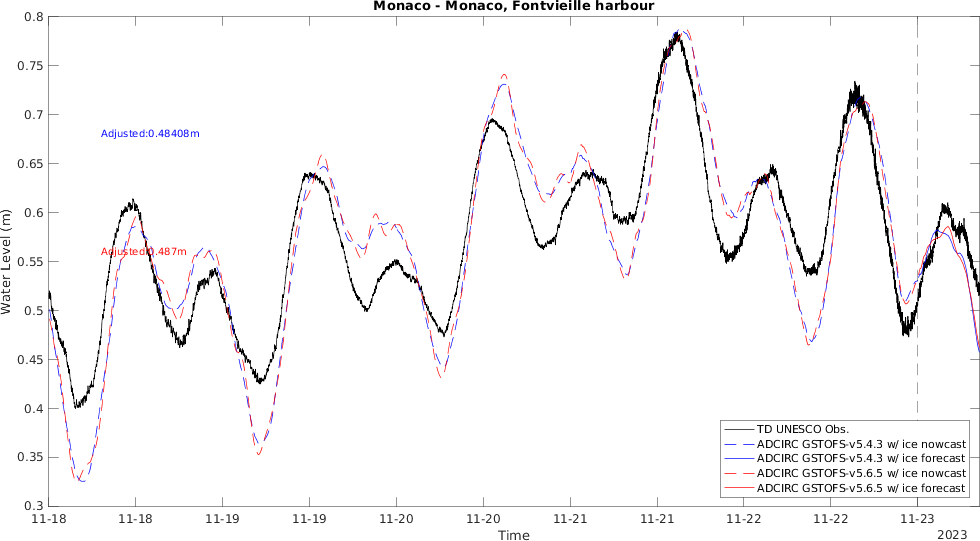 Monaco - Monaco, Fontvieille harbour
0.8
0.75
0.7
0.65
0.6
0.55
0.5
0.45
0.4
0.35
0.3
Water Level (m)
Adjusted:0.48408m
Adjusted:0.487m
TD UNESCO Obs.
ADCIRC GSTOFS-v5.4.3 w/ ice nowcast
ADCIRC GSTOFS-v5.4.3 w/ ice forecast
ADCIRC GSTOFS-v5.6.5 w/ ice nowcast
ADCIRC GSTOFS-v5.6.5 w/ ice forecast
11-18 11-18 11-19 11-19 11-20 11-20 11-21 11-21 11-22 11-22 11-23
Time
2023